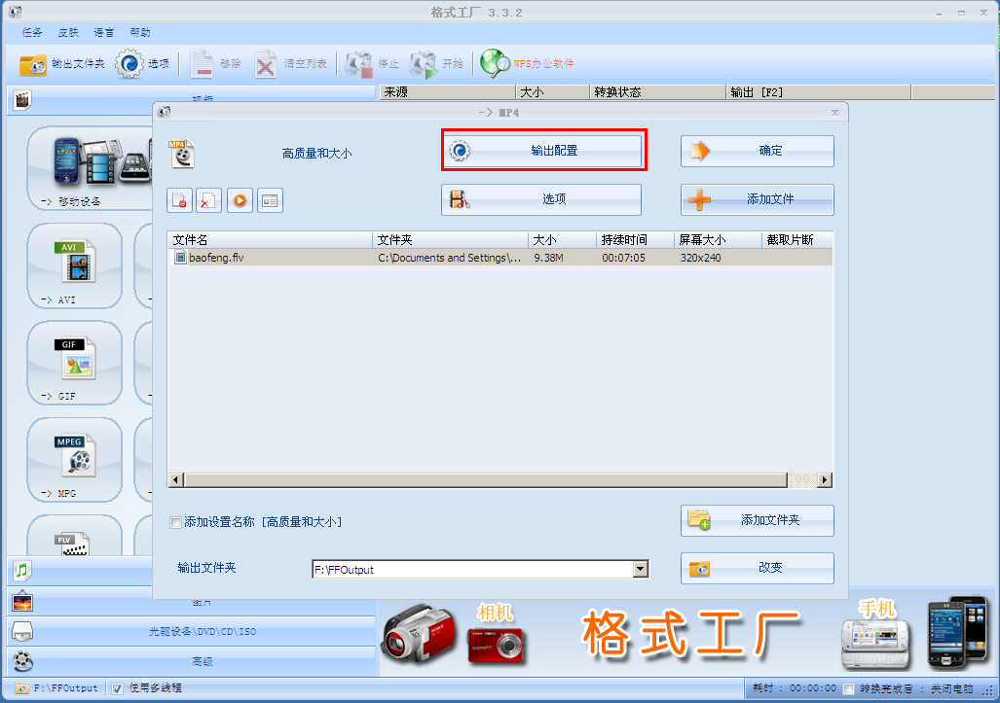 格式工厂 3.3.2
任务 皮肤 语言 帮助
输出文件夹 选项 移除 清空列表 停止 开始 WPS办公软件
视频
来源 大小 转换状态 输出 [F2]
-> MP4
MP4
高质量和大小 输出配置 确定
选项 添加文件
-> 移动设备
文件名 文件夹 大小 持续时间 屏幕大小 截取片断
baofeng.flv C:\Documents and Settings\... 9.38M 00:07:05 320x240
AVI
-> AVI
GIF
-> GIF
MPEG
-> MPG
FLV
添加设置名称 [高质量和大小] 添加文件夹
输出文件夹 F:\FFOutput 改变
图片
光驱设备\DVD\CD\ISO
高级
相机 格式工厂 手机
F:\FFOutput 使用多线程 耗时 : 00:00:00 转换完成后 : 关闭电脑